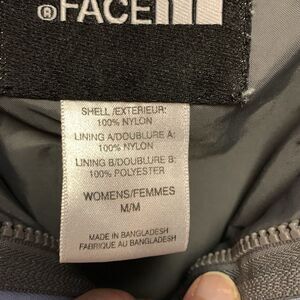 ®FACE
SHELL/EXTERIEUR:
100% NYLON
LINING A/DOUBLURE A:
100% NYLON
LINING B/DOUBLURE B:
100% POLYESTER
WOMENS/FEMMES
M/M
MADE IN BANGLADESH
FABRIQUE AU BANGLADESH